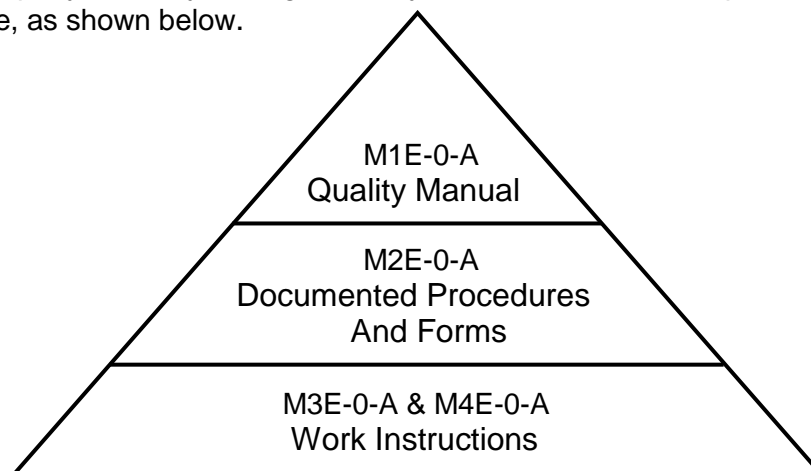 e, as shown below.
M1E-0-A
Quality Manual
M2E-0-A
Documented Procedures
And Forms
M3E-0-A & M4E-0-A
Work Instructions